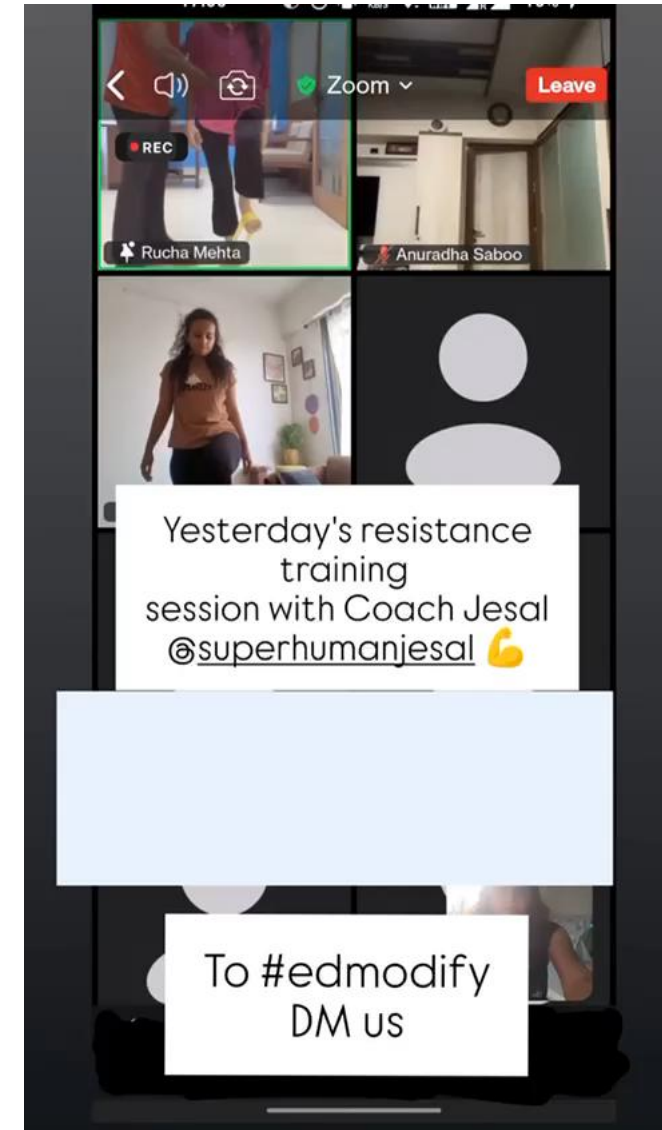 Zoom
Leave
REC
Rucha Mehta
Anuradha Saboo
Yesterday's resistance
training
session with Coach Jesal
@superhumanjesal 💪
To #edmodify
DM us